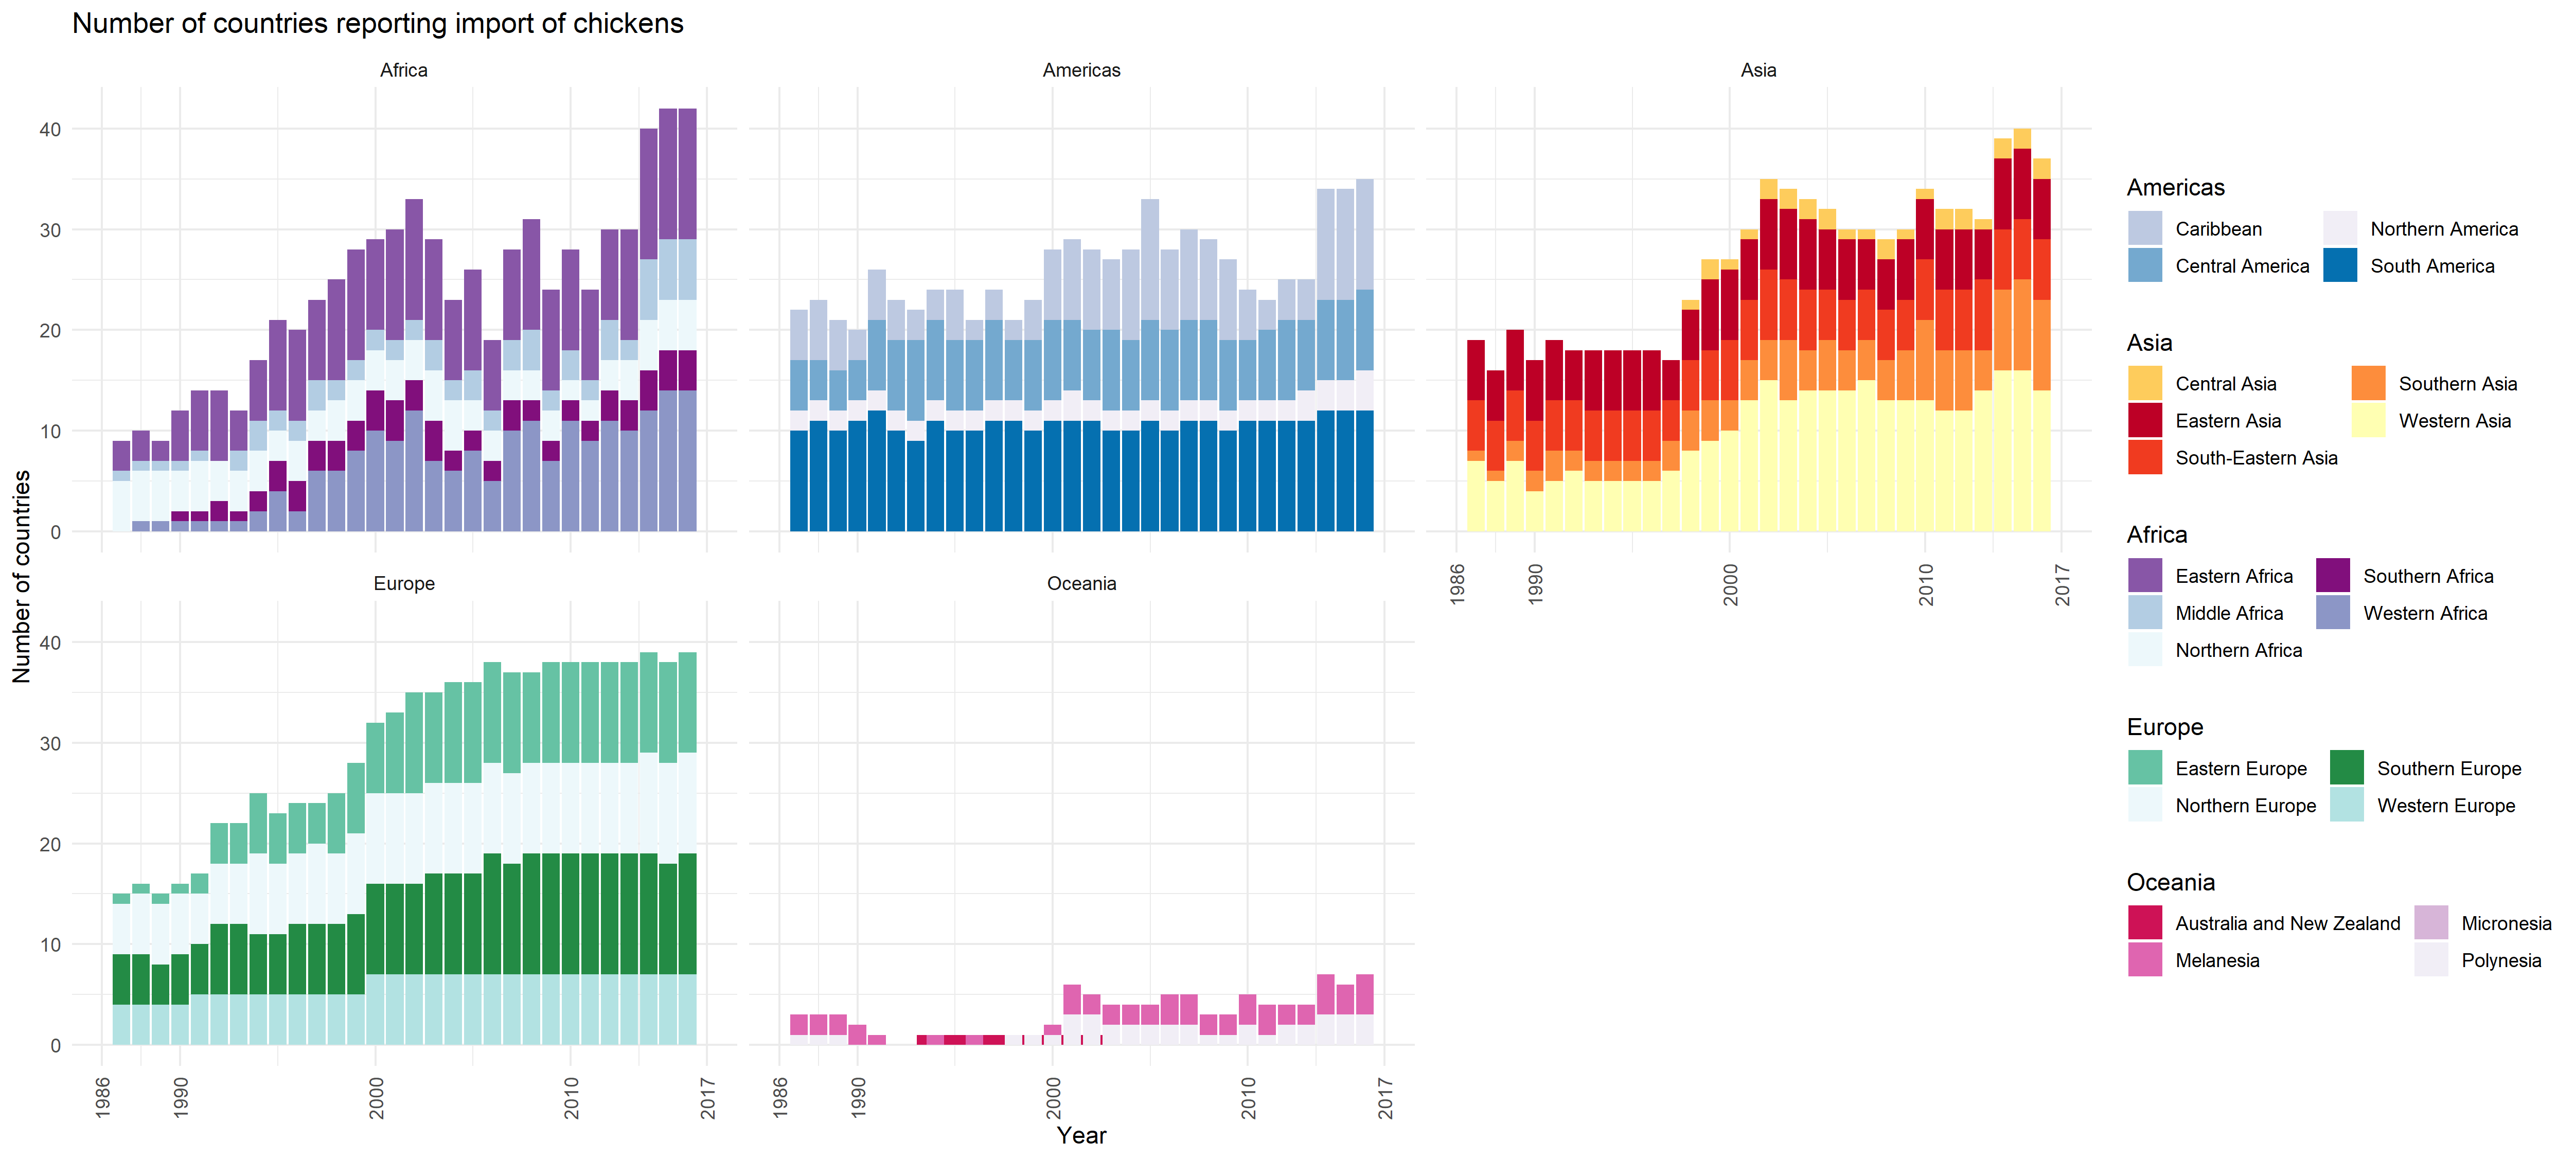 Number of countries reporting import of chickens
Africa
Americas
Asia
40
30
20
10
0
1986
1990
2000
2010
2017
Europe
Oceania
40
30
20
10
0
1986
1990
2000
2010
2017
1986
1990
2000
2010
2017
Number of countries
Year
Americas
Caribbean
Northern America
Central America
South America
Asia
Central Asia
Southern Asia
Eastern Asia
Western Asia
South-Eastern Asia
Africa
Eastern Africa
Southern Africa
Middle Africa
Western Africa
Northern Africa
Europe
Eastern Europe
Southern Europe
Northern Europe
Western Europe
Oceania
Australia and New Zealand
Micronesia
Melanesia
Polynesia